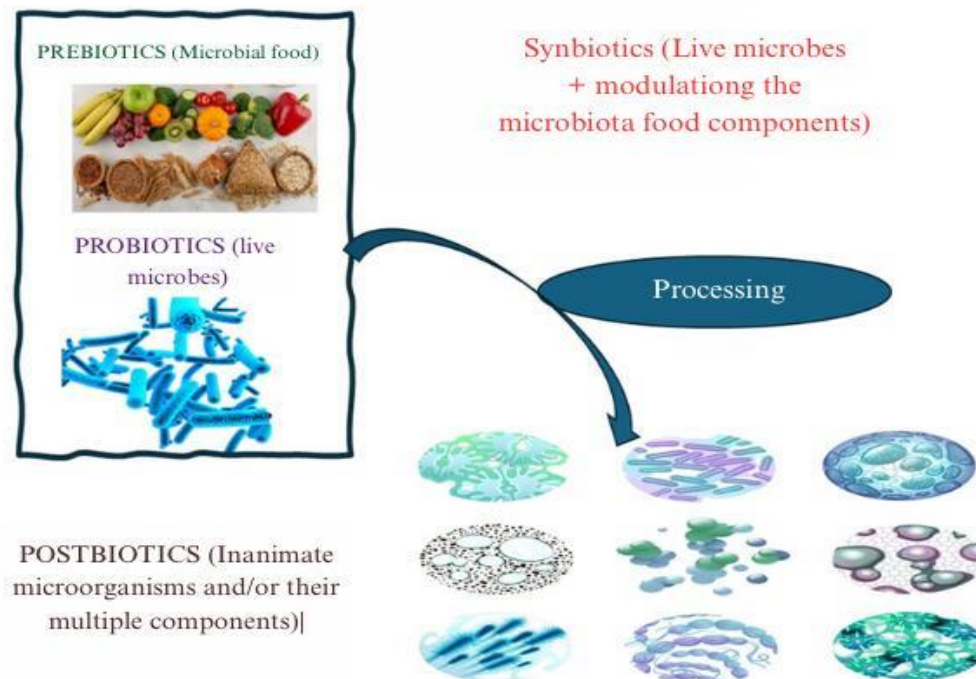 PREBIOTICS (Microbial food)
Synbiotics (Live microbes
+ modulationg the
microbiota food components)
PROBIOTICS (live
microbes)
Processing
POSTBIOTICS (Inanimate
microorganisms and/or their
multiple components)|